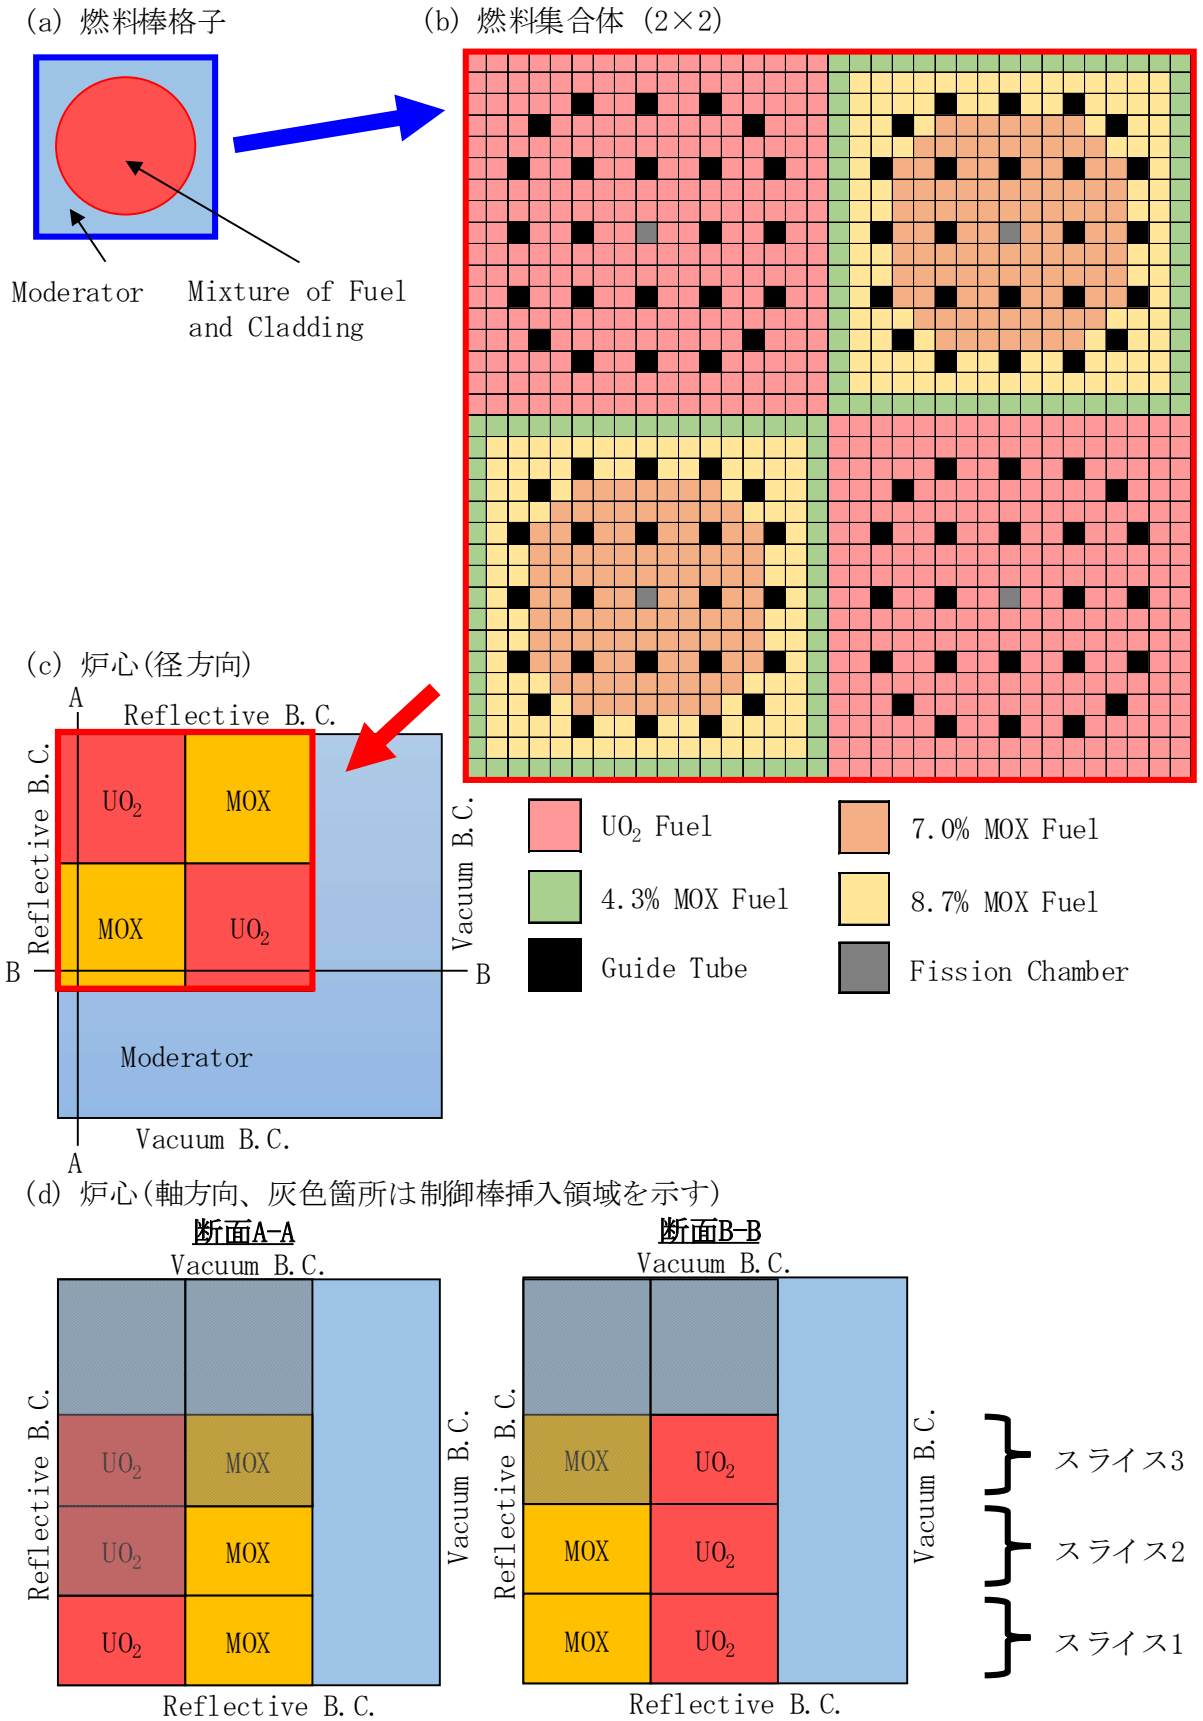 (a) 燃料棒格子
(b) 燃料集合体 (2×2)
Moderator
Mixture of Fuel
and Cladding
(c) 炉心(径方向)
A
Reflective B.C.
Reflective B.C.
UO₂
MOX
MOX
UO₂
Vacuum B.C.
B
B
Moderator
Vacuum B.C.
A
UO₂ Fuel
7.0% MOX Fuel
4.3% MOX Fuel
8.7% MOX Fuel
Guide Tube
Fission Chamber
(d) 炉心(軸方向、灰色箇所は制御棒挿入領域を示す)
断面A-A
Vacuum B.C.
Reflective B.C.
UO₂
MOX
UO₂
MOX
UO₂
MOX
Vacuum B.C.
Reflective B.C.
断面B-B
Vacuum B.C.
Reflective B.C.
MOX
UO₂
MOX
UO₂
MOX
UO₂
Vacuum B.C.
Reflective B.C.
スライス3
スライス2
スライス1